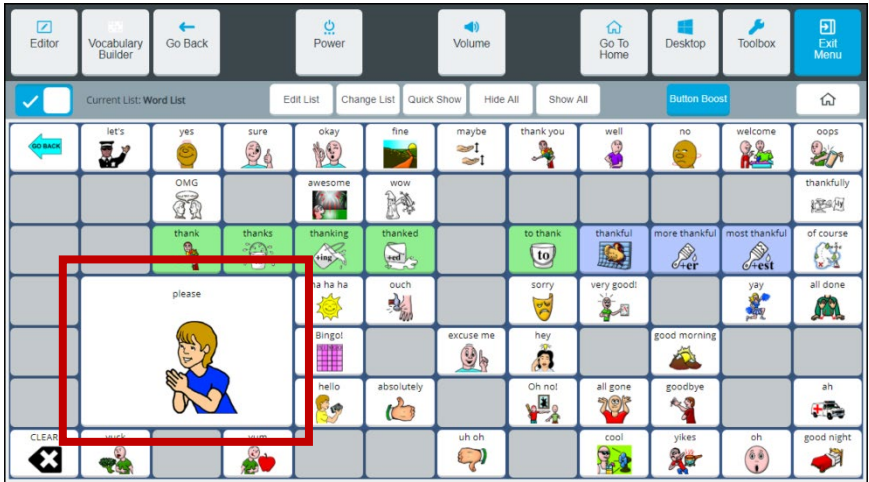 Editor
Vocabulary
Builder
Go Back
Power
Volume
Go To
Home
Desktop
Toolbox
Exit
Menu
Current List: Word List
Edit List
Change List
Quick Show
Hide All
Show All
Button Boost
GO BACK
let's
yes
sure
okay
fine
maybe
thank you
well
no
welcome
oops
OMG
awesome
wow
thankfully
thank
thanks
thanking
+ing
thanked
+ed
to thank
to
thankful
more thankful
+er
most thankful
+est
of course
please
ha ha ha
ouch
sorry
very good!
yay
all done
Bingo!
excuse me
hey
good morning
hello
absolutely
Oh no!
all gone
goodbye
ah
CLEAR
yuck
yum
uh oh
cool
yikes
oh
good night